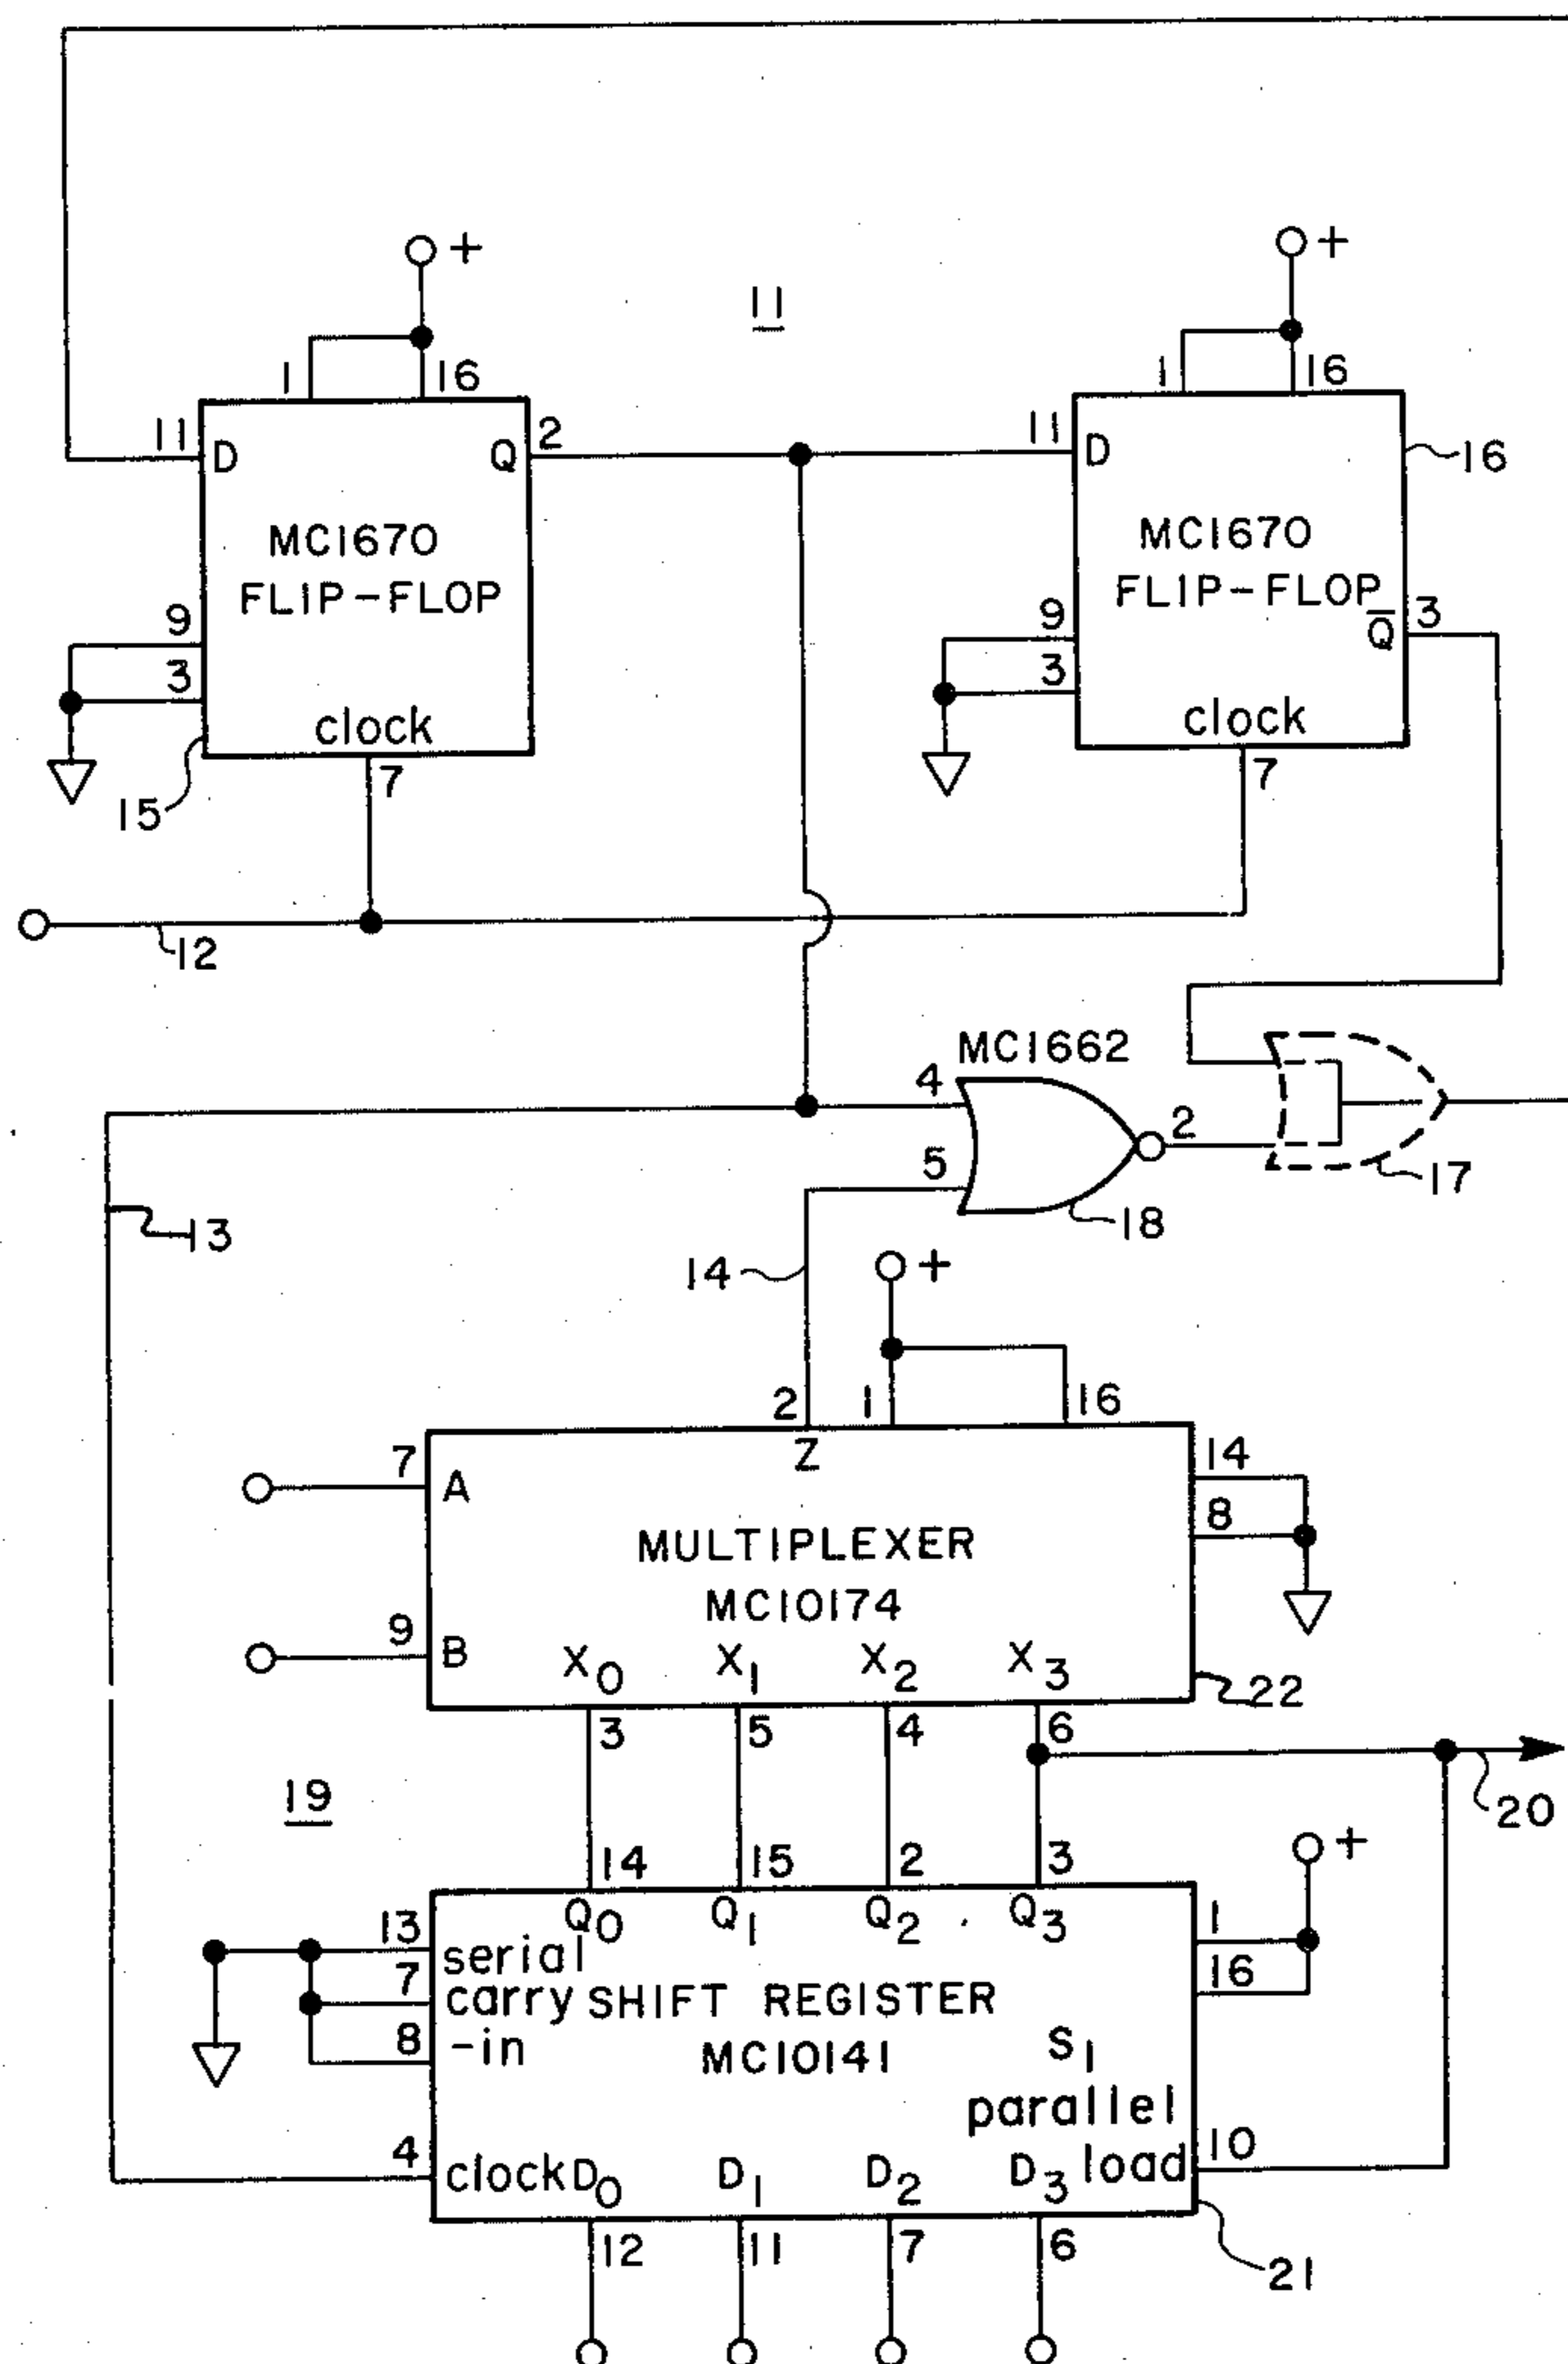 +
+
11
1
16
1
16
11
D
Q
2
11
D
16
MC1670
FLIP-FLOP
MC1670
FLIP-FLOP
9
3
9
3
Q̅
3
clock
clock
7
7
15
12
MC1662
4
2
5
17
13
18
14
+
2
1
16
Z
7
A
14
8
MULTIPLEXER
MC10174
9
B
X0
X1
X2
X3
22
3
5
4
6
19
20
+
14
15
2
3
Q0
Q1
Q2
Q3
13
serial
1
7
carry
SHIFT REGISTER
16
8
-in
MC10141
S1
parallel
4
clock
D0
D1
D2
D3
load
10
12
11
7
6
21